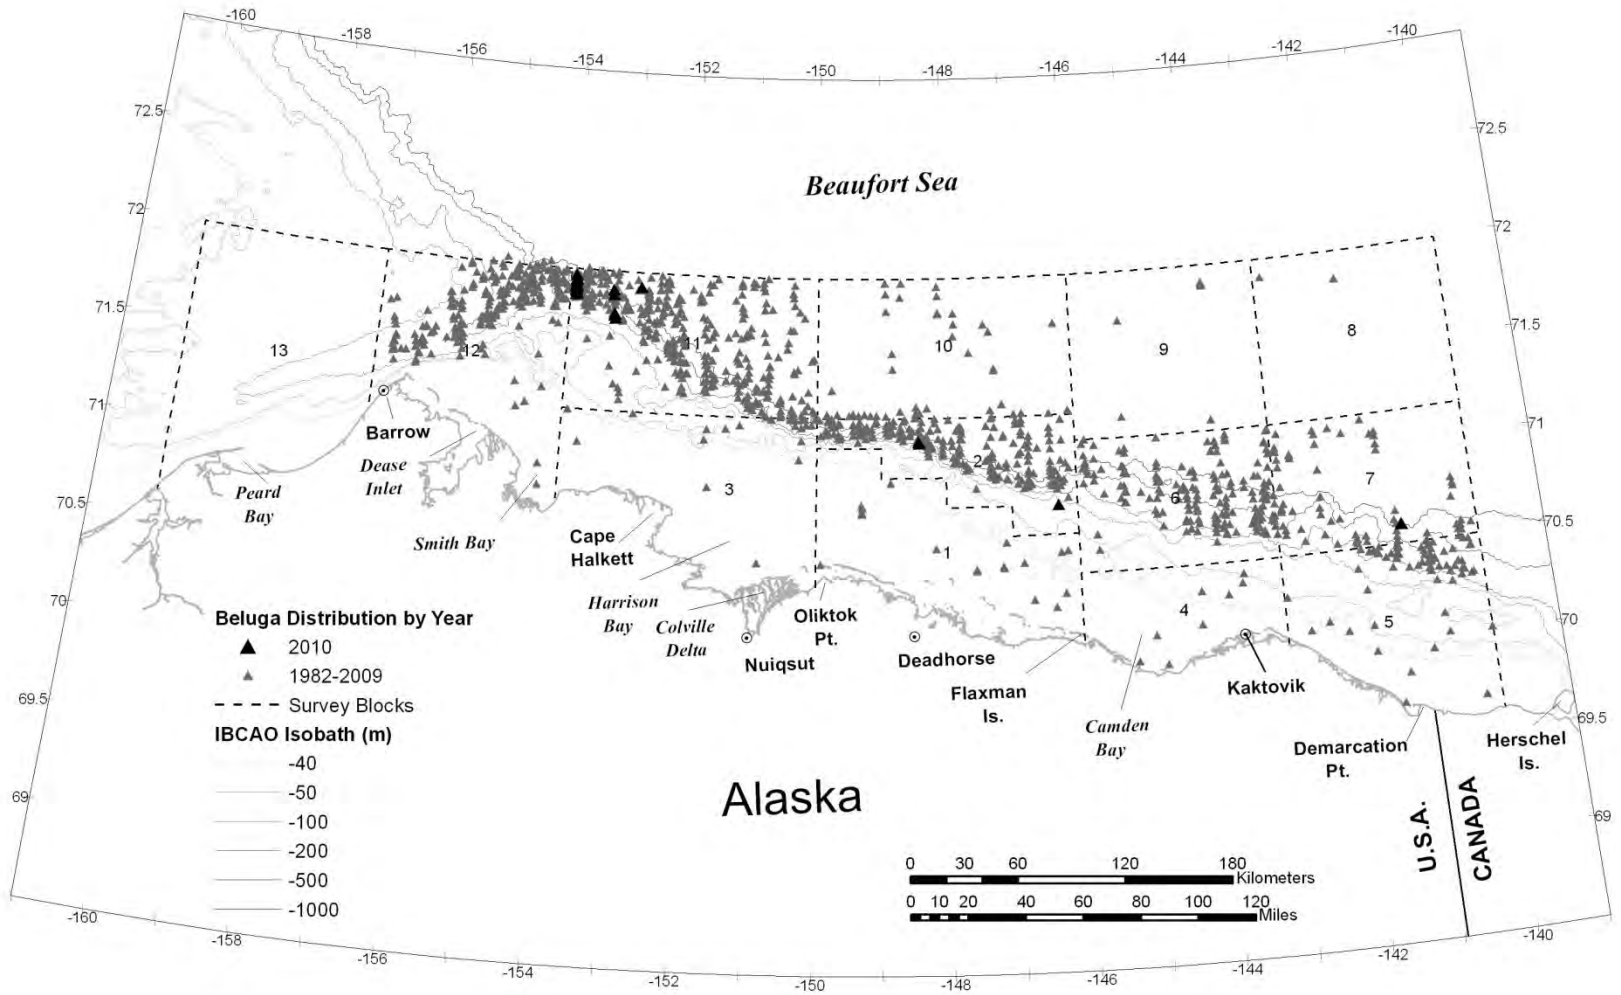 -160
-158
-156
-154
-152
-150
-148
-146
-144
-142
-140
72.5
72.5
Beaufort Sea
72
72
71.5
71.5
13
12
11
10
9
8
71
71
Barrow
Dease
Inlet
Peard
Bay
70.5
70.5
3
2
6
7
Smith Bay
Cape
Halkett
1
70
70
Harrison
Bay
Colville
Delta
Oliktok
Pt.
4
5
Nuiqsut
Deadhorse
Flaxman
Is.
Kaktovik
Camden
Bay
Demarcation
Pt.
Herschel
Is.
69.5
69.5
Beluga Distribution by Year
2010
1982-2009
Survey Blocks
IBCAO Isobath (m)
-40
-50
-100
-200
-500
-1000
Alaska
69
69
U.S.A.
CANADA
0 30 60 120 180
Kilometers
0 10 20 40 60 80 100 120
Miles
-160
-158
-156
-154
-152
-150
-148
-146
-144
-142
-140